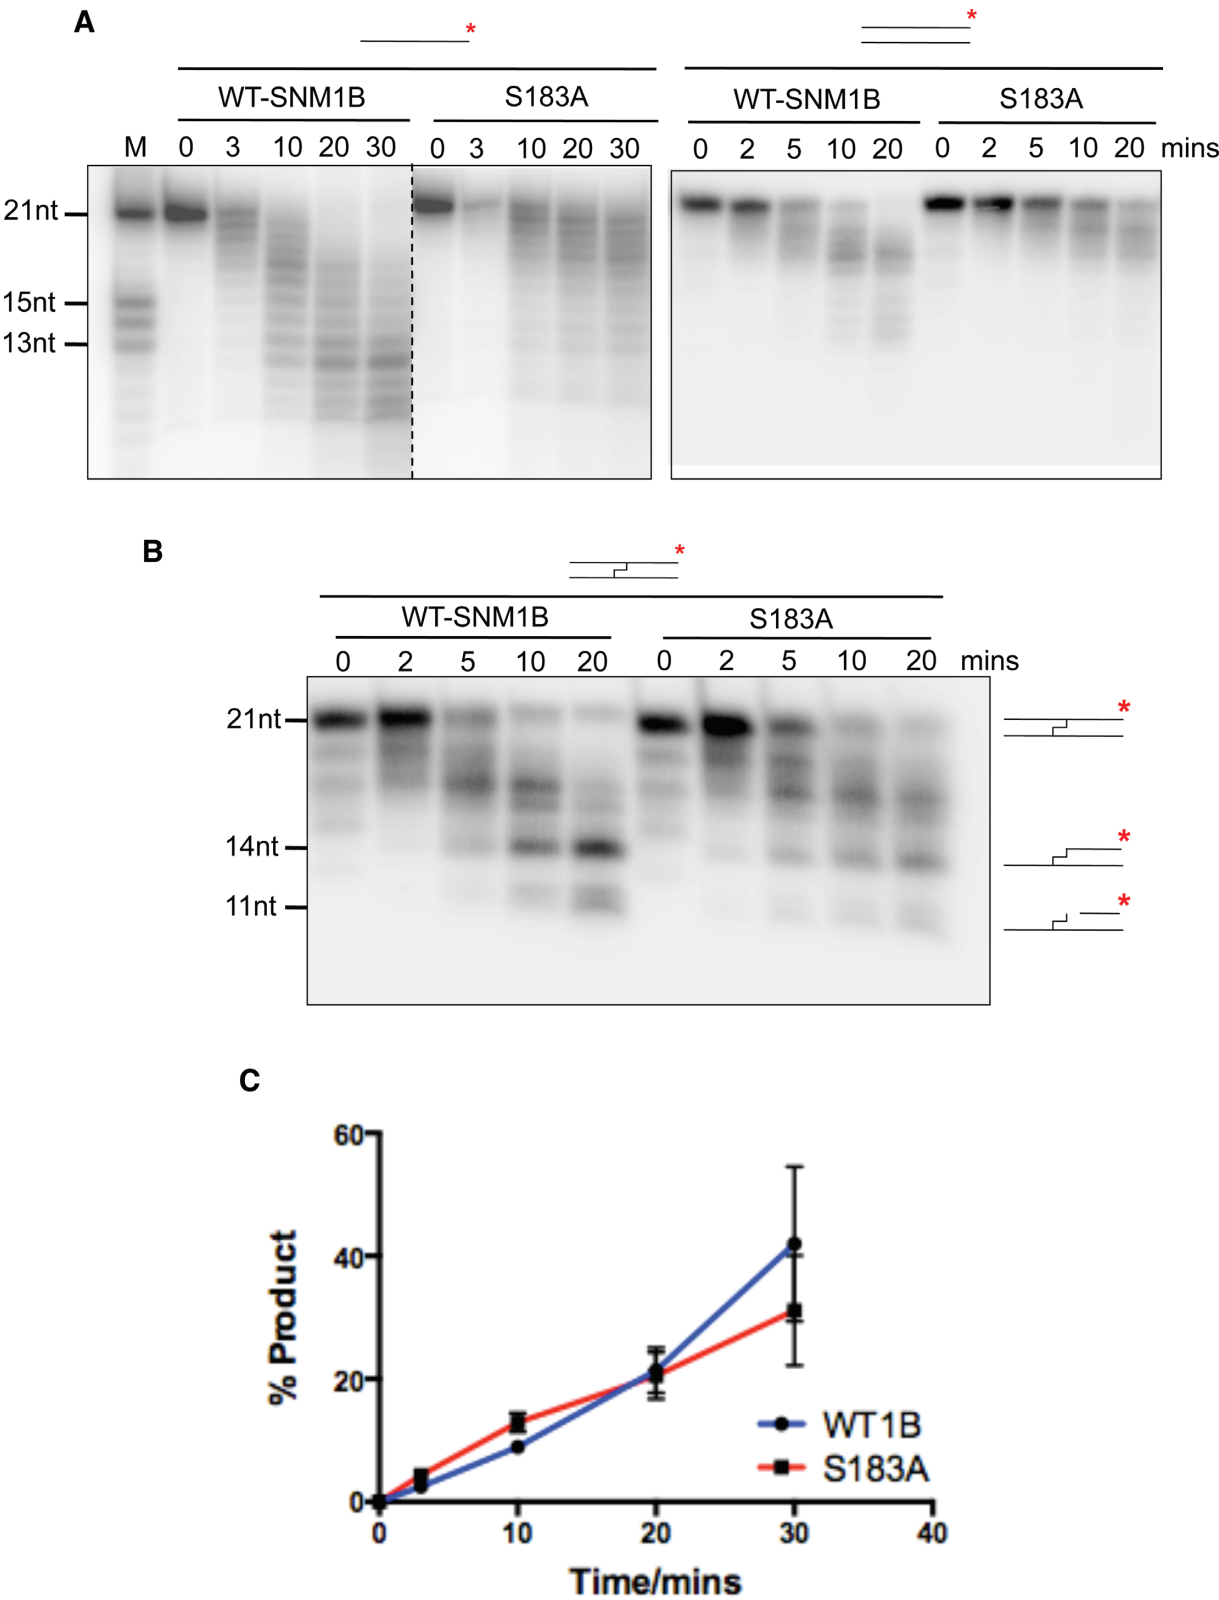 A
* *
WT-SNM1B S183A WT-SNM1B S183A
M 0 3 10 20 30 0 3 10 20 30 0 2 5 10 20 0 2 5 10 20 mins
21nt
15nt
13nt
B
*
WT-SNM1B S183A
0 2 5 10 20 0 2 5 10 20 mins
*
21nt
*
14nt
*
11nt
C
60
40
20
0
% Product
WT1B
S183A
0 10 20 30 40
Time/mins